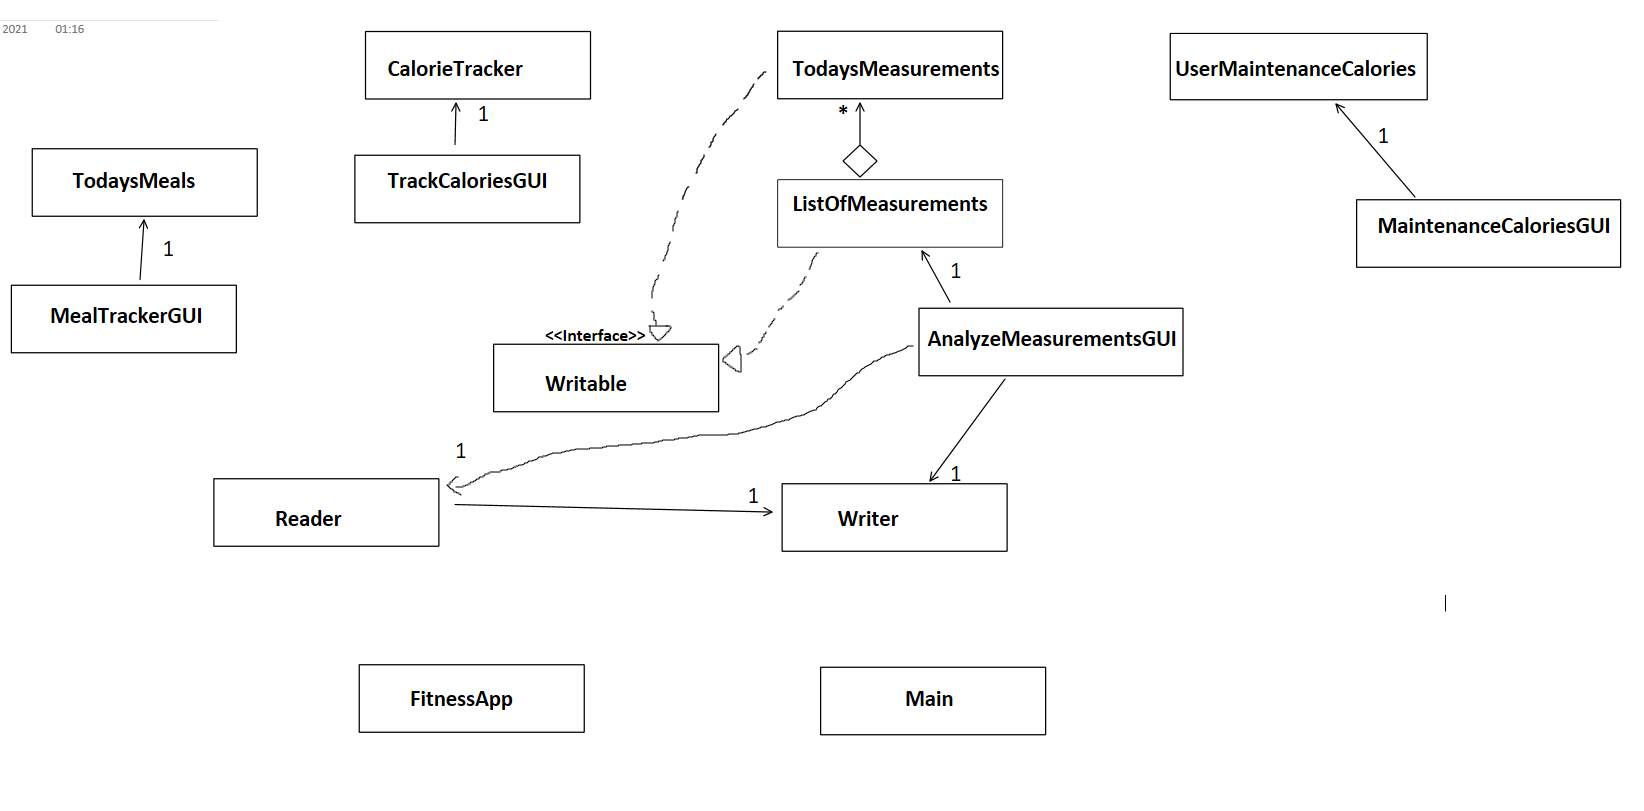 2021 01:16
CalorieTracker
TodaysMeasurements
UserMaintenanceCalories
1
*
1
TodaysMeals
TrackCaloriesGUI
ListOfMeasurements
MaintenanceCaloriesGUI
1
1
MealTrackerGUI
<<Interface>>
AnalyzeMeasurementsGUI
Writable
1
1
1
Reader
Writer
FitnessApp
Main